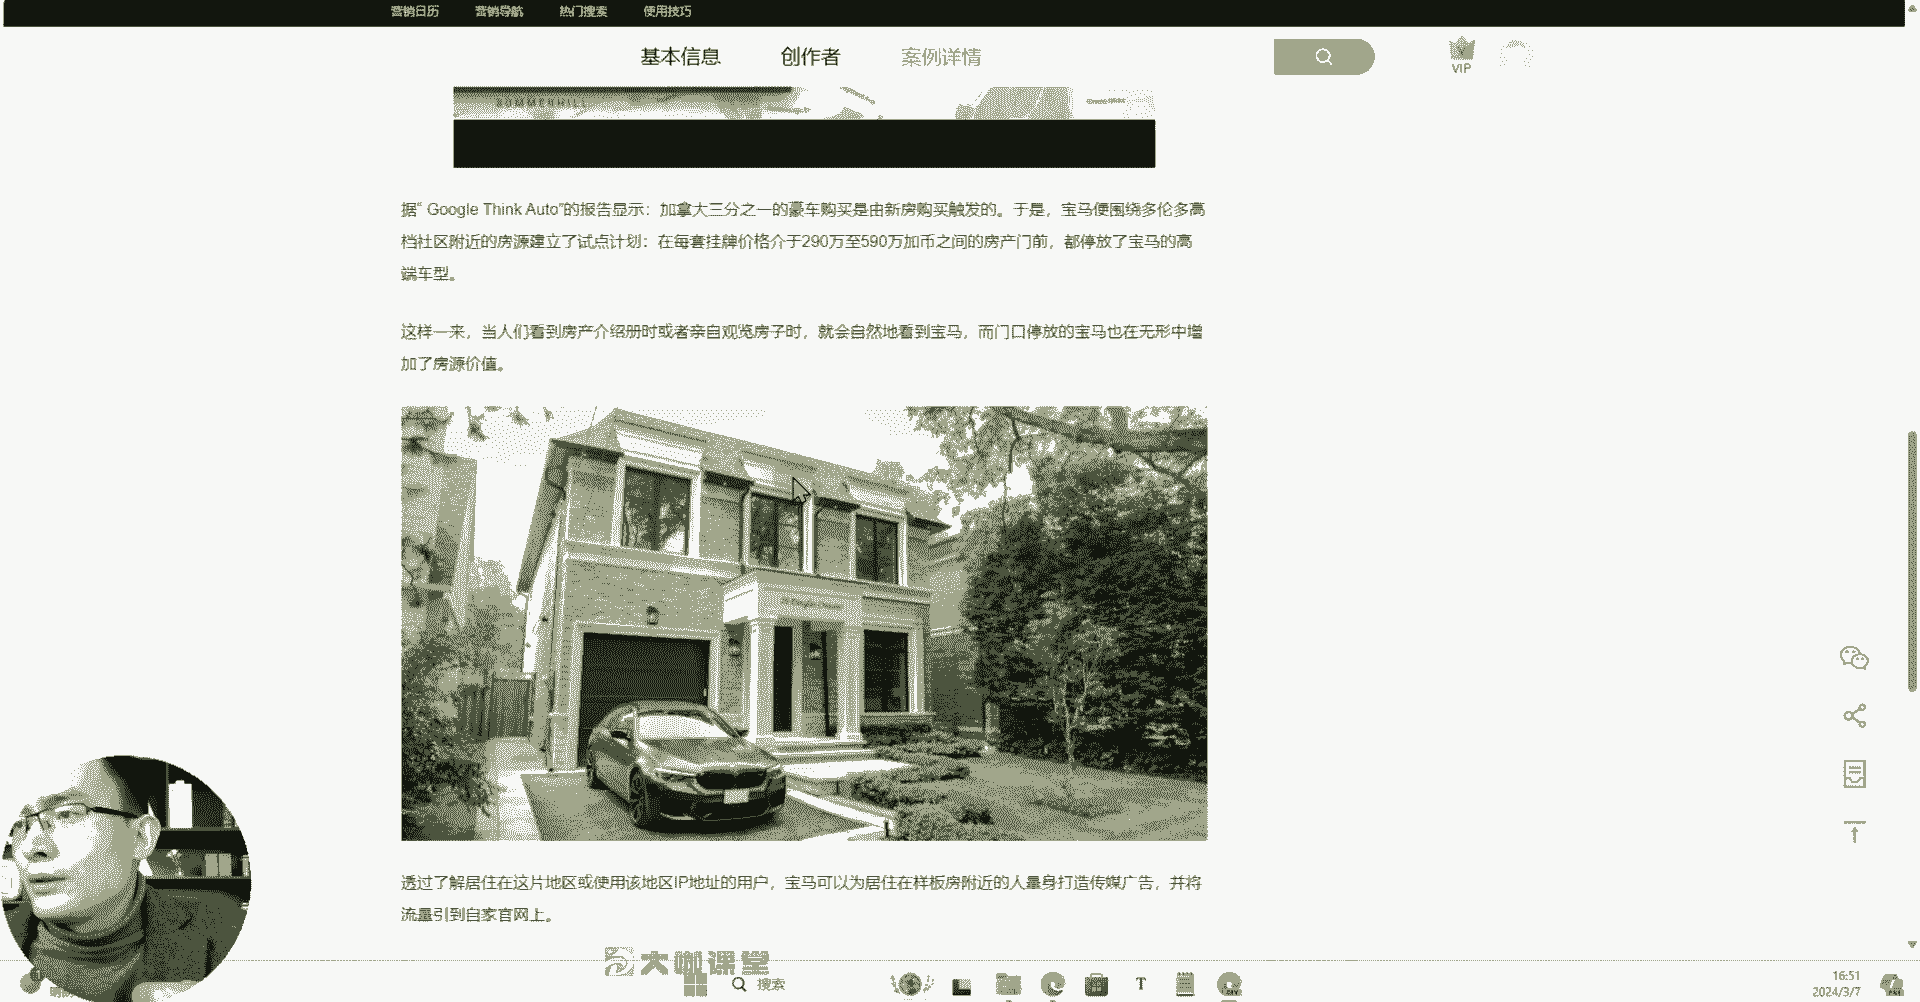 营销日历 营销导航 热门搜索 使用技巧
基本信息 创作者 案例详情
VIP
SUMMERHILL
据“ Google Think Auto”的报告显示：加拿大三分之一的豪车购买是由新房购买触发的。于是，宝马便围绕多伦多高
档社区附近的房源建立了试点计划：在每套挂牌价格介于290万至590万加币之间的房产门前，都停放了宝马的高
端车型。
这样一来，当人们看到房产介绍册时或者亲自观览房子时，就会自然地看到宝马，而门口停放的宝马也在无形中增
加了房源价值。
透过了解居住在这片地区或使用该地区IP地址的用户，宝马可以为居住在样板房附近的人量身打造传媒广告，并将
流量引到自家官网上。
大咖课堂
搜索
T
16:51
2024/3/7